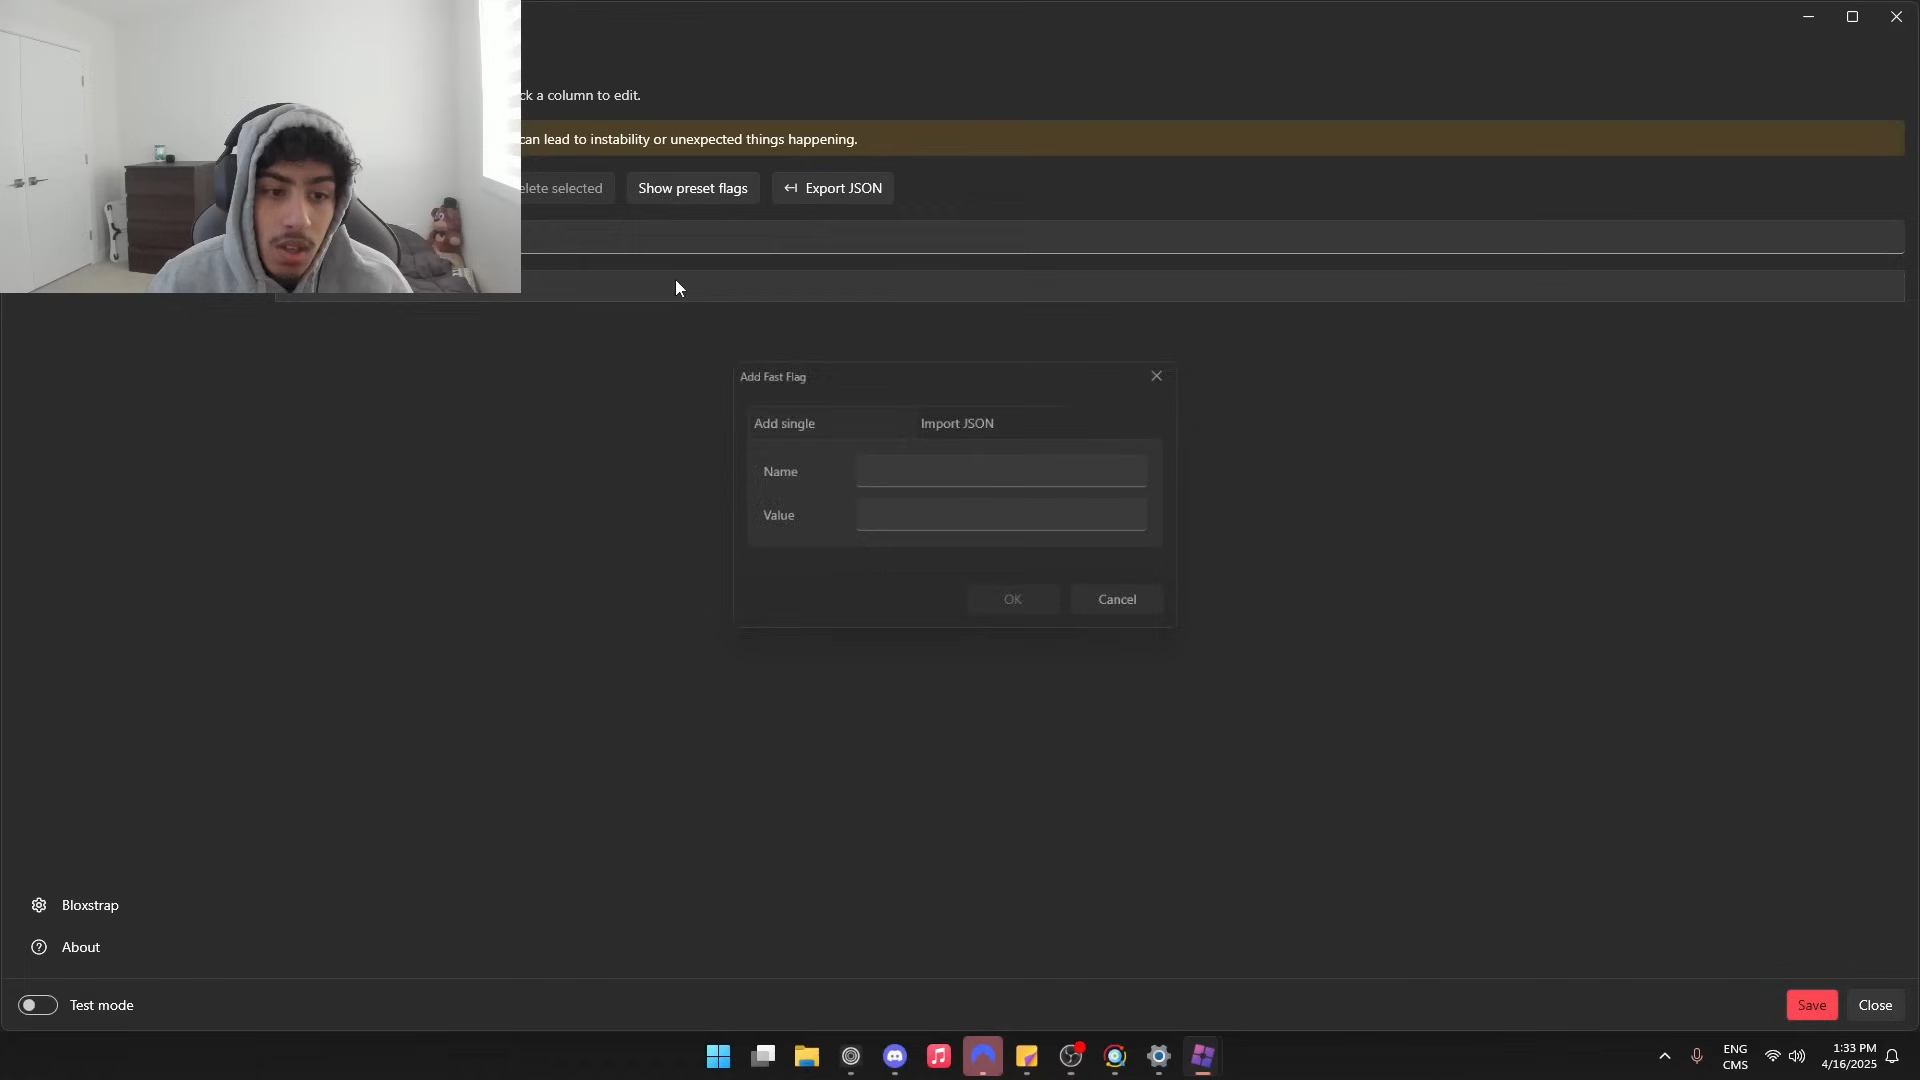 ck a column to edit.
can lead to instability or unexpected things happening.
elete selected
Show preset flags
Export JSON
Add Fast Flag
Add single
Import JSON
Name
Value
OK
Cancel
Bloxstrap
About
Test mode
Save
Close
ENG
CMS
1:33 PM
4/16/2025